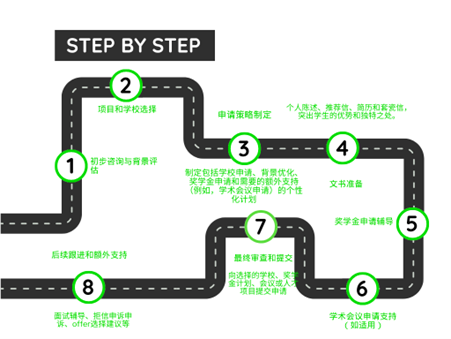 STEP BY STEP
2
项目和学校选择
1
初步咨询与背景评
估
申请策略制定
3
制定包括学校申请、背景优化、
奖学金申请和需要的额外支持
（例如，学术会议申请）的个性
化计划
个人陈述、推荐信、简历和套瓷信，
突出学生的优势和独特之处。
4
文书准备
奖学金申请辅导
5
6
学术会议申请支持
（如适用）
7
最终审查和提交
向选择的学校、奖学
金计划、会议或人才
项目提交申请
后续跟进和额外支持
8
面试辅导、拒信申诉申
诉、offer选择建议等